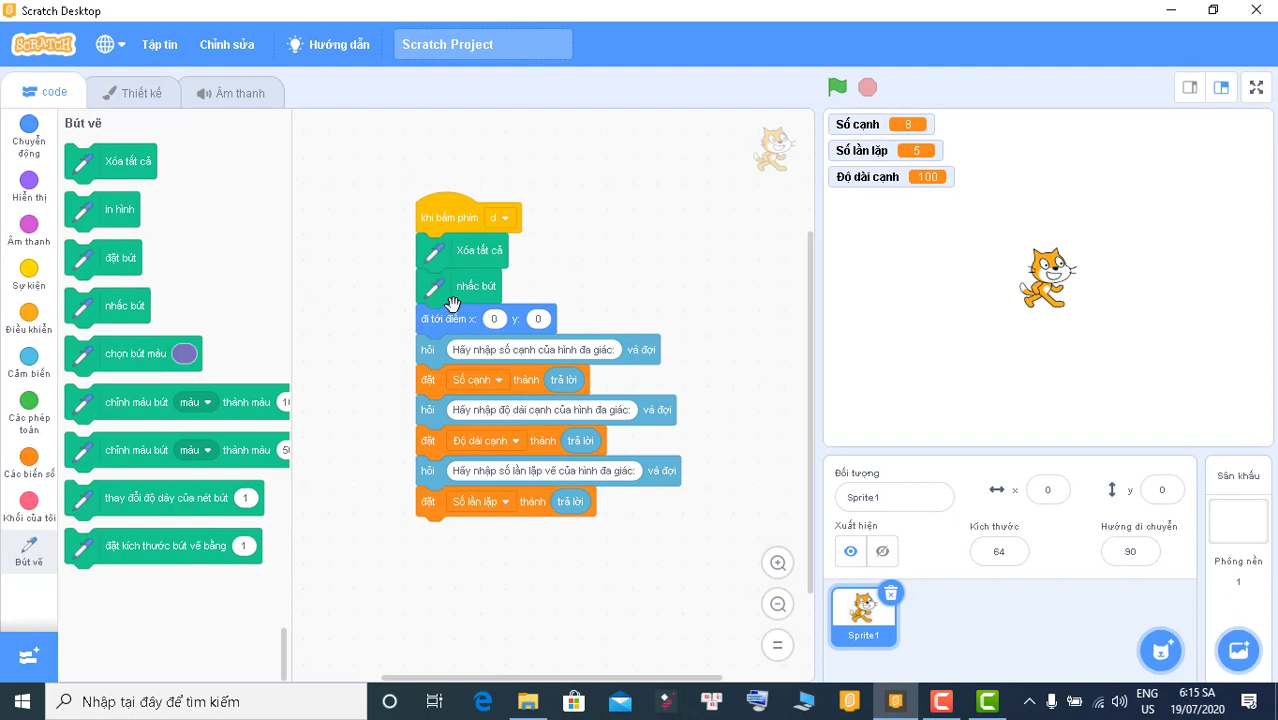 Scratch Desktop
SCRATCH
Tập tin
Chỉnh sửa
Hướng dẫn
Scratch Project
code
Thiết kế
Âm thanh
Chuyển động
Hiển thị
Âm thanh
Sự kiện
Điều khiển
Cảm biến
Các phép toán
Các biến số
Khối của tôi
Bút vẽ
Bút vẽ
Xóa tất cả
in hình
đặt bút
nhấc bút
chọn bút màu
chỉnh màu bút màu thành màu
chỉnh màu bút màu thành màu
thay đổi độ dày của nét bút 1
đặt kích thước bút vẽ bằng 1
khi bấm phím d
Xóa tất cả
nhấc bút
đi tới điểm x: 0 y: 0
hỏi Hãy nhập số cạnh của hình đa giác: và đợi
đặt Số cạnh thành trả lời
hỏi Hãy nhập độ dài cạnh của hình đa giác: và đợi
đặt Độ dài cạnh thành trả lời
hỏi Hãy nhập số lần lặp vẽ của hình đa giác: và đợi
đặt Số lần lặp thành trả lời
Số cạnh 8
Số lần lặp 5
Độ dài cạnh 100
Đối tượng
Sprite1
x 0
y 0
Xuất hiện
Kích thước
64
Hướng di chuyển
90
Sprite1
Sân khấu
Phông nền
1
Nhập tại đây để tìm kiếm
ENG
US
6:15 SA
19/07/2020